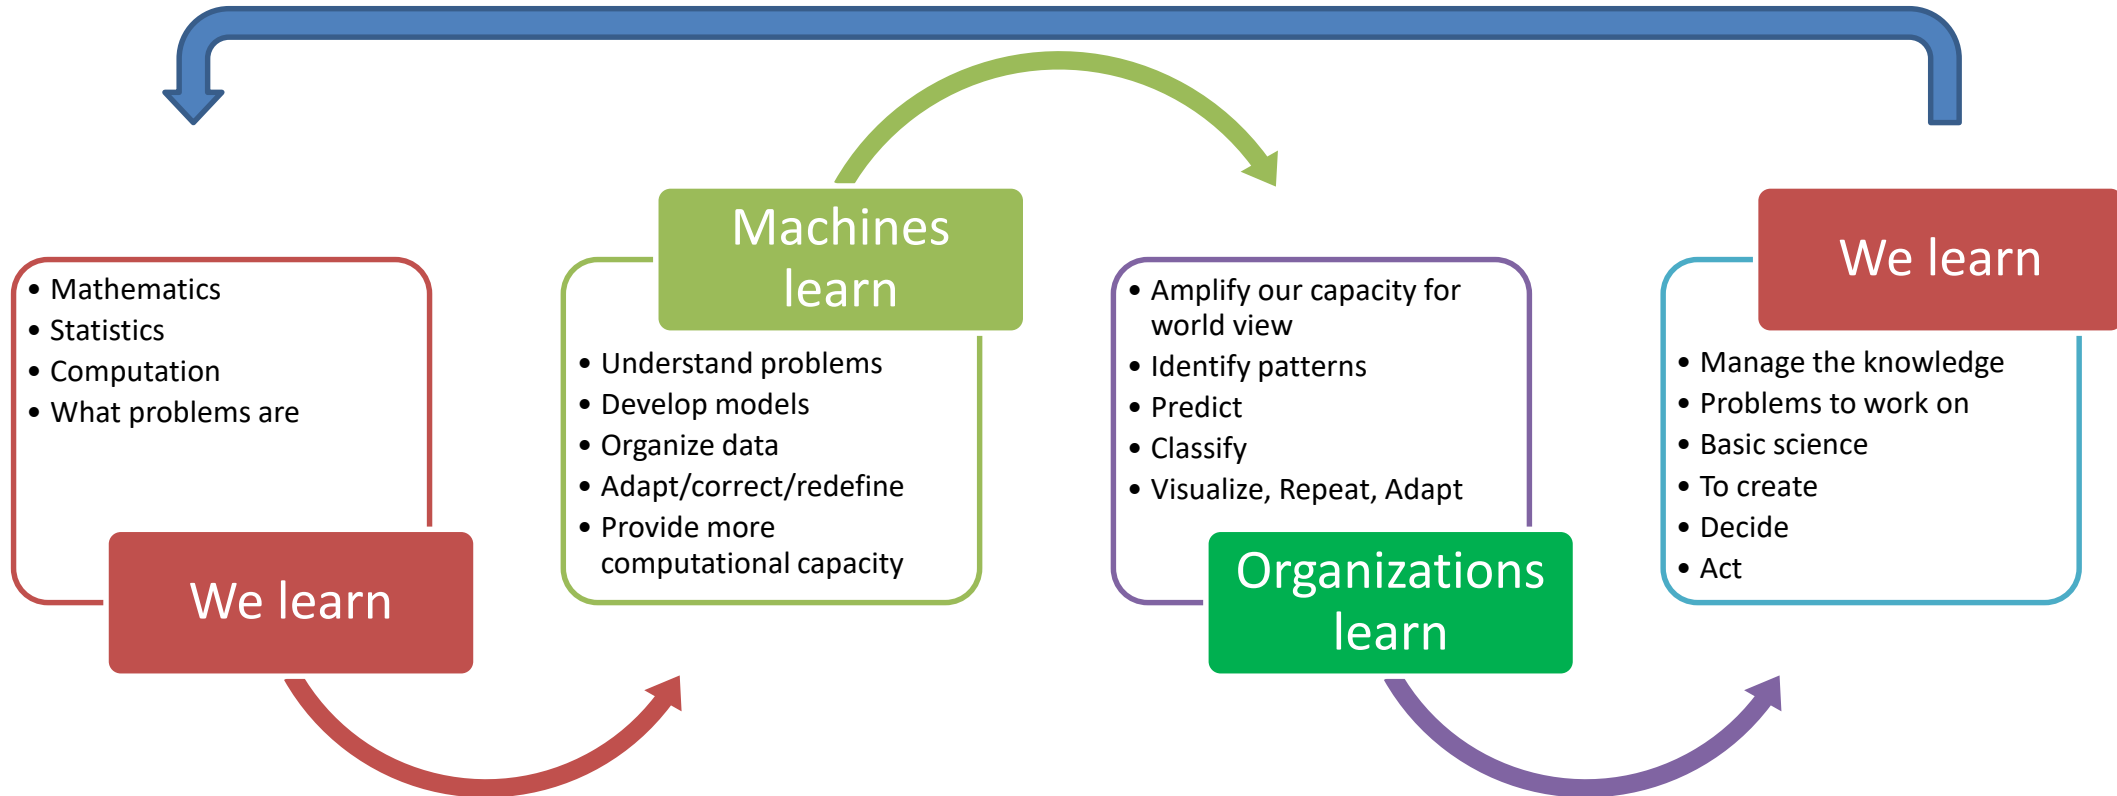 • Mathematics
• Statistics
• Computation
• What problems are
We learn
Machines
learn
• Understand problems
• Develop models
• Organize data
• Adapt/correct/redefine
• Provide more
computational capacity
• Amplify our capacity for
world view
• Identify patterns
• Predict
• Classify
• Visualize, Repeat, Adapt
Organizations
learn
We learn
• Manage the knowledge
• Problems to work on
• Basic science
• To create
• Decide
• Act